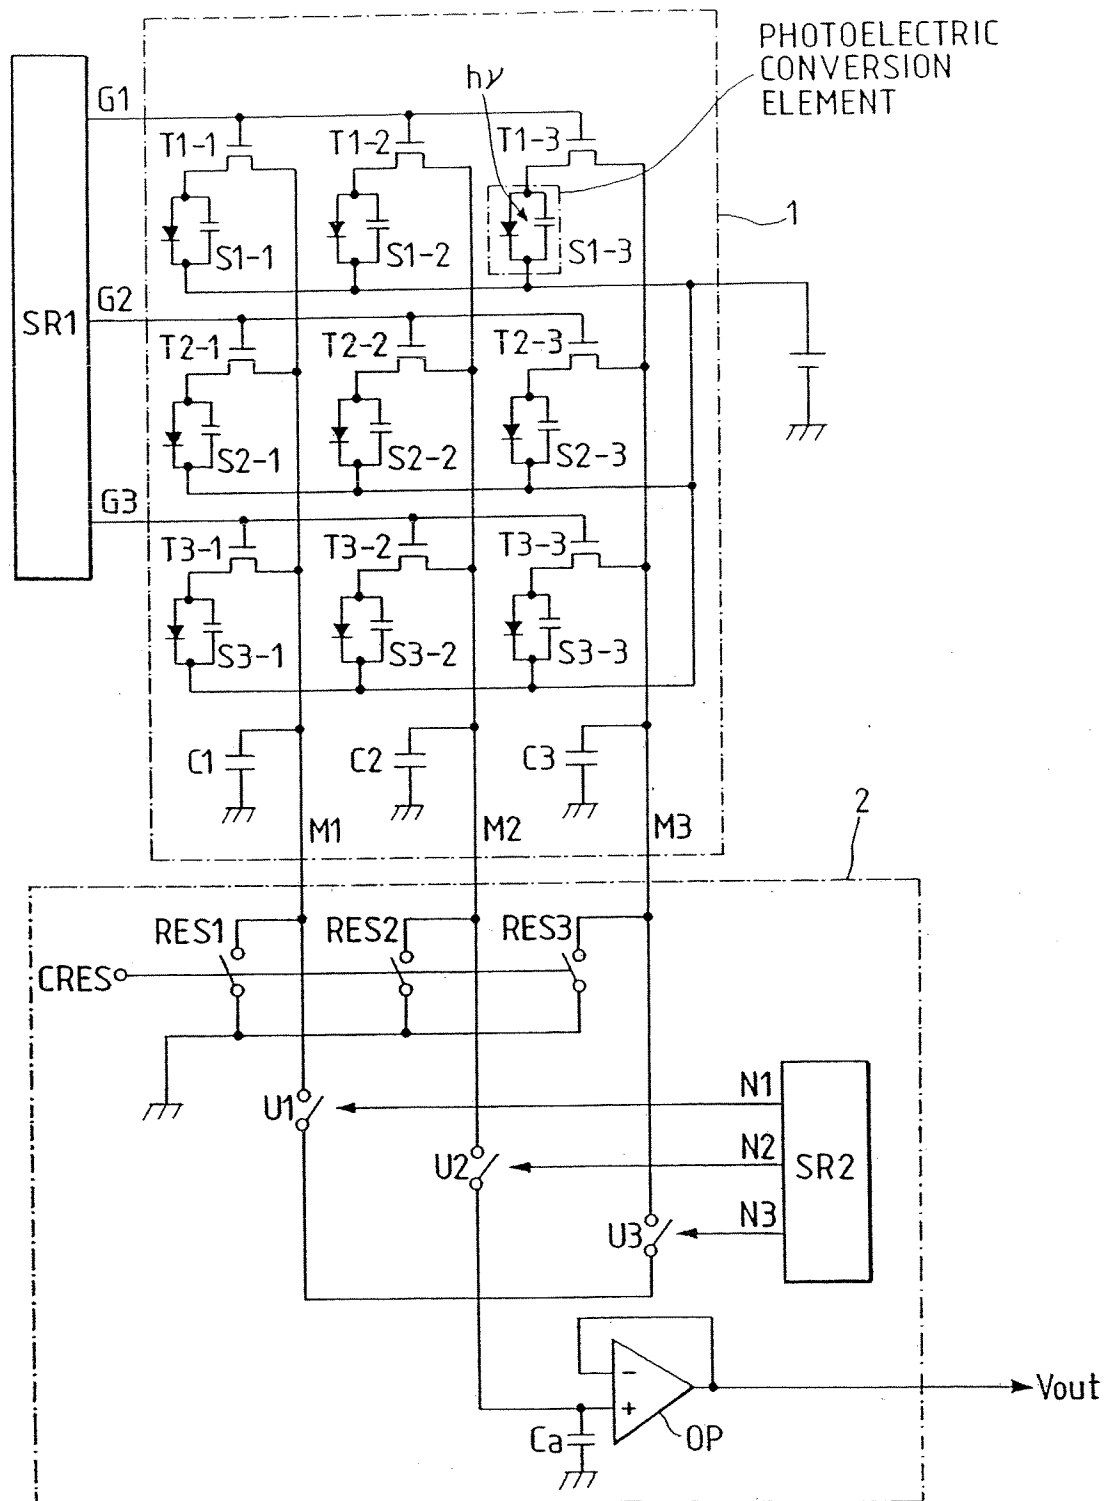 PHOTOELECTRIC
CONVERSION
ELEMENT
hν
G1
T1-1
T1-2
T1-3
1
S1-1
S1-2
S1-3
G2
SR1
T2-1
T2-2
T2-3
S2-1
S2-2
S2-3
G3
T3-1
T3-2
T3-3
S3-1
S3-2
S3-3
C1
C2
C3
M1
M2
M3
2
RES1
RES2
RES3
CRES
U1
N1
U2
N2
SR2
U3
N3
−
+
OP
Vout
Ca